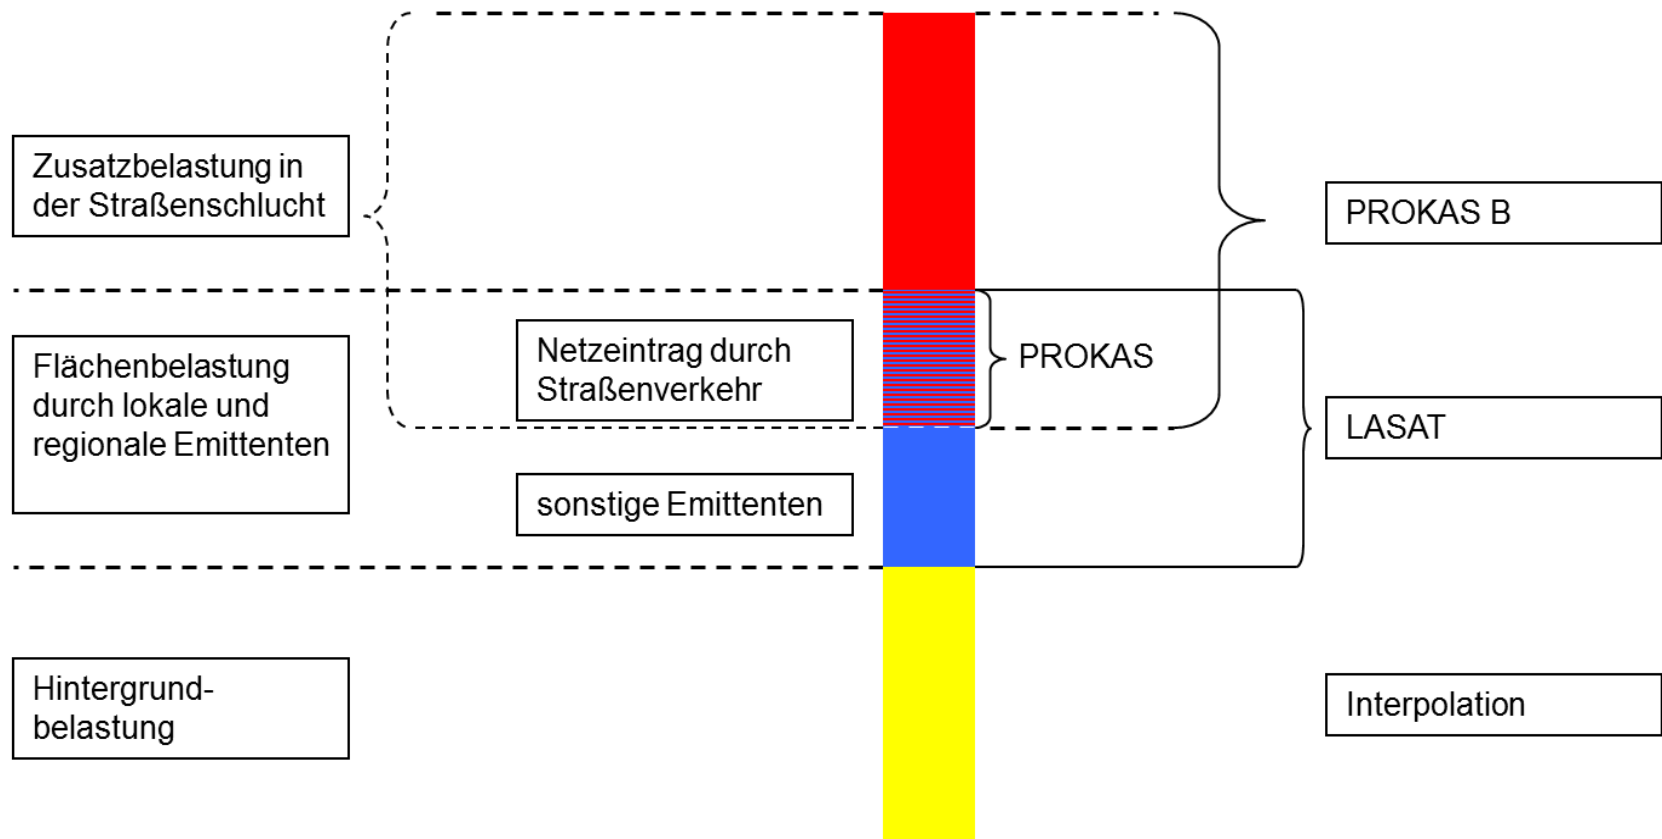 Zusatzbelastung in
der Straßenschlucht
PROKAS B
Netzeintrag durch
Straßenverkehr
PROKAS
Flächenbelastung
durch lokale und
regionale Emittenten
LASAT
sonstige Emittenten
Hintergrund-
belastung
Interpolation